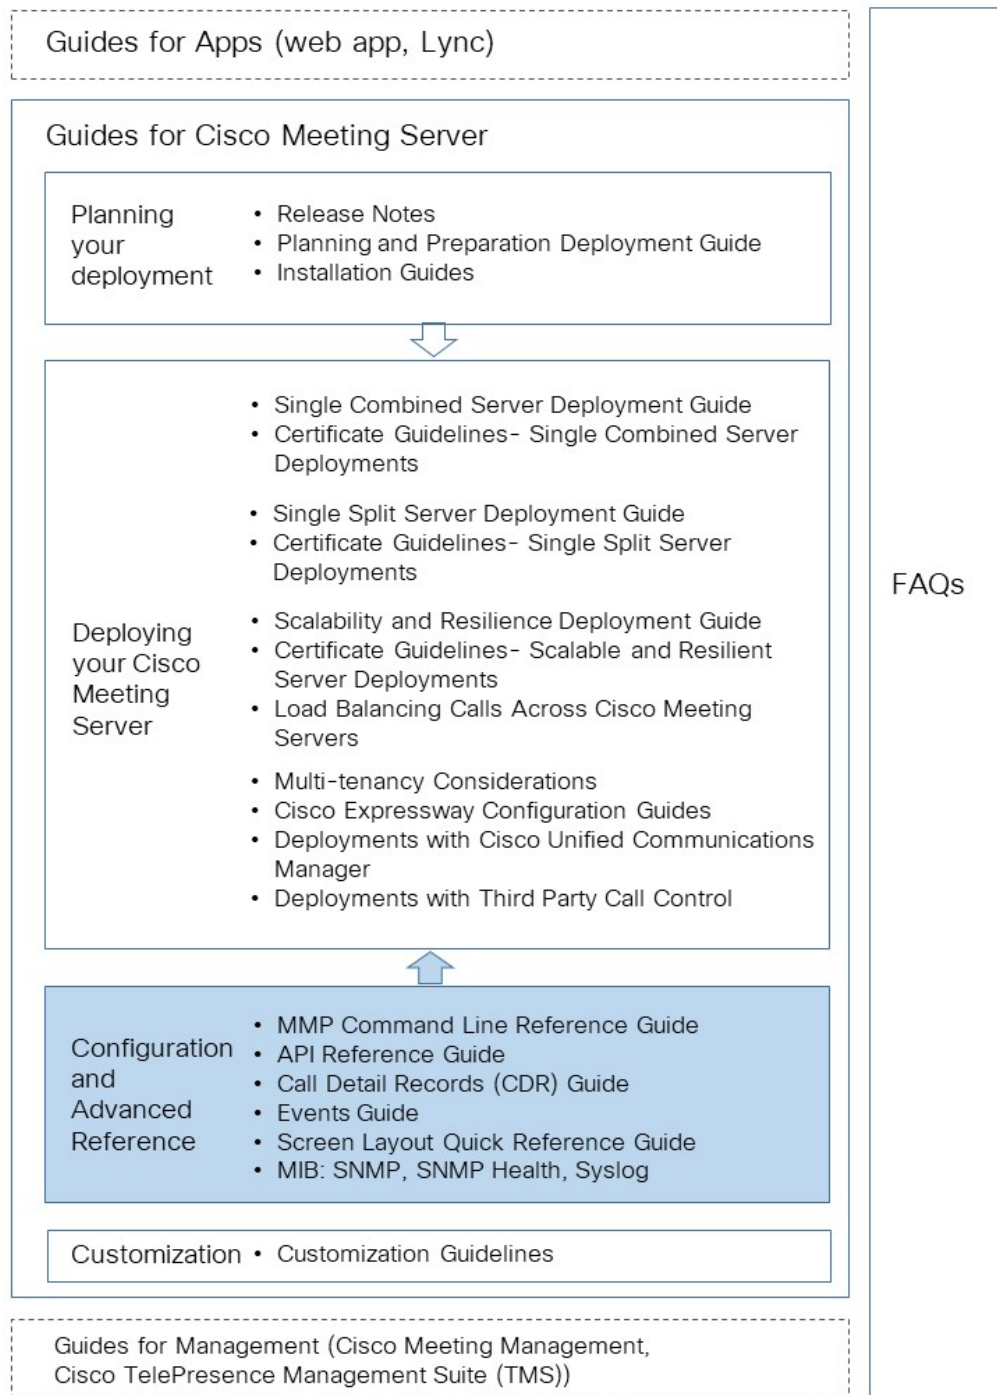 Guides for Apps (web app, Lync)
Guides for Cisco Meeting Server
Planning
your
deployment
• Release Notes
• Planning and Preparation Deployment Guide
• Installation Guides
Deploying
your Cisco
Meeting
Server
• Single Combined Server Deployment Guide
• Certificate Guidelines- Single Combined Server
Deployments
• Single Split Server Deployment Guide
• Certificate Guidelines- Single Split Server
Deployments
• Scalability and Resilience Deployment Guide
• Certificate Guidelines- Scalable and Resilient
Server Deployments
• Load Balancing Calls Across Cisco Meeting
Servers
• Multi-tenancy Considerations
• Cisco Expressway Configuration Guides
• Deployments with Cisco Unified Communications
Manager
• Deployments with Third Party Call Control
Configuration
and
Advanced
Reference
• MMP Command Line Reference Guide
• API Reference Guide
• Call Detail Records (CDR) Guide
• Events Guide
• Screen Layout Quick Reference Guide
• MIB: SNMP, SNMP Health, Syslog
Customization • Customization Guidelines
Guides for Management (Cisco Meeting Management,
Cisco TelePresence Management Suite (TMS))
FAQs